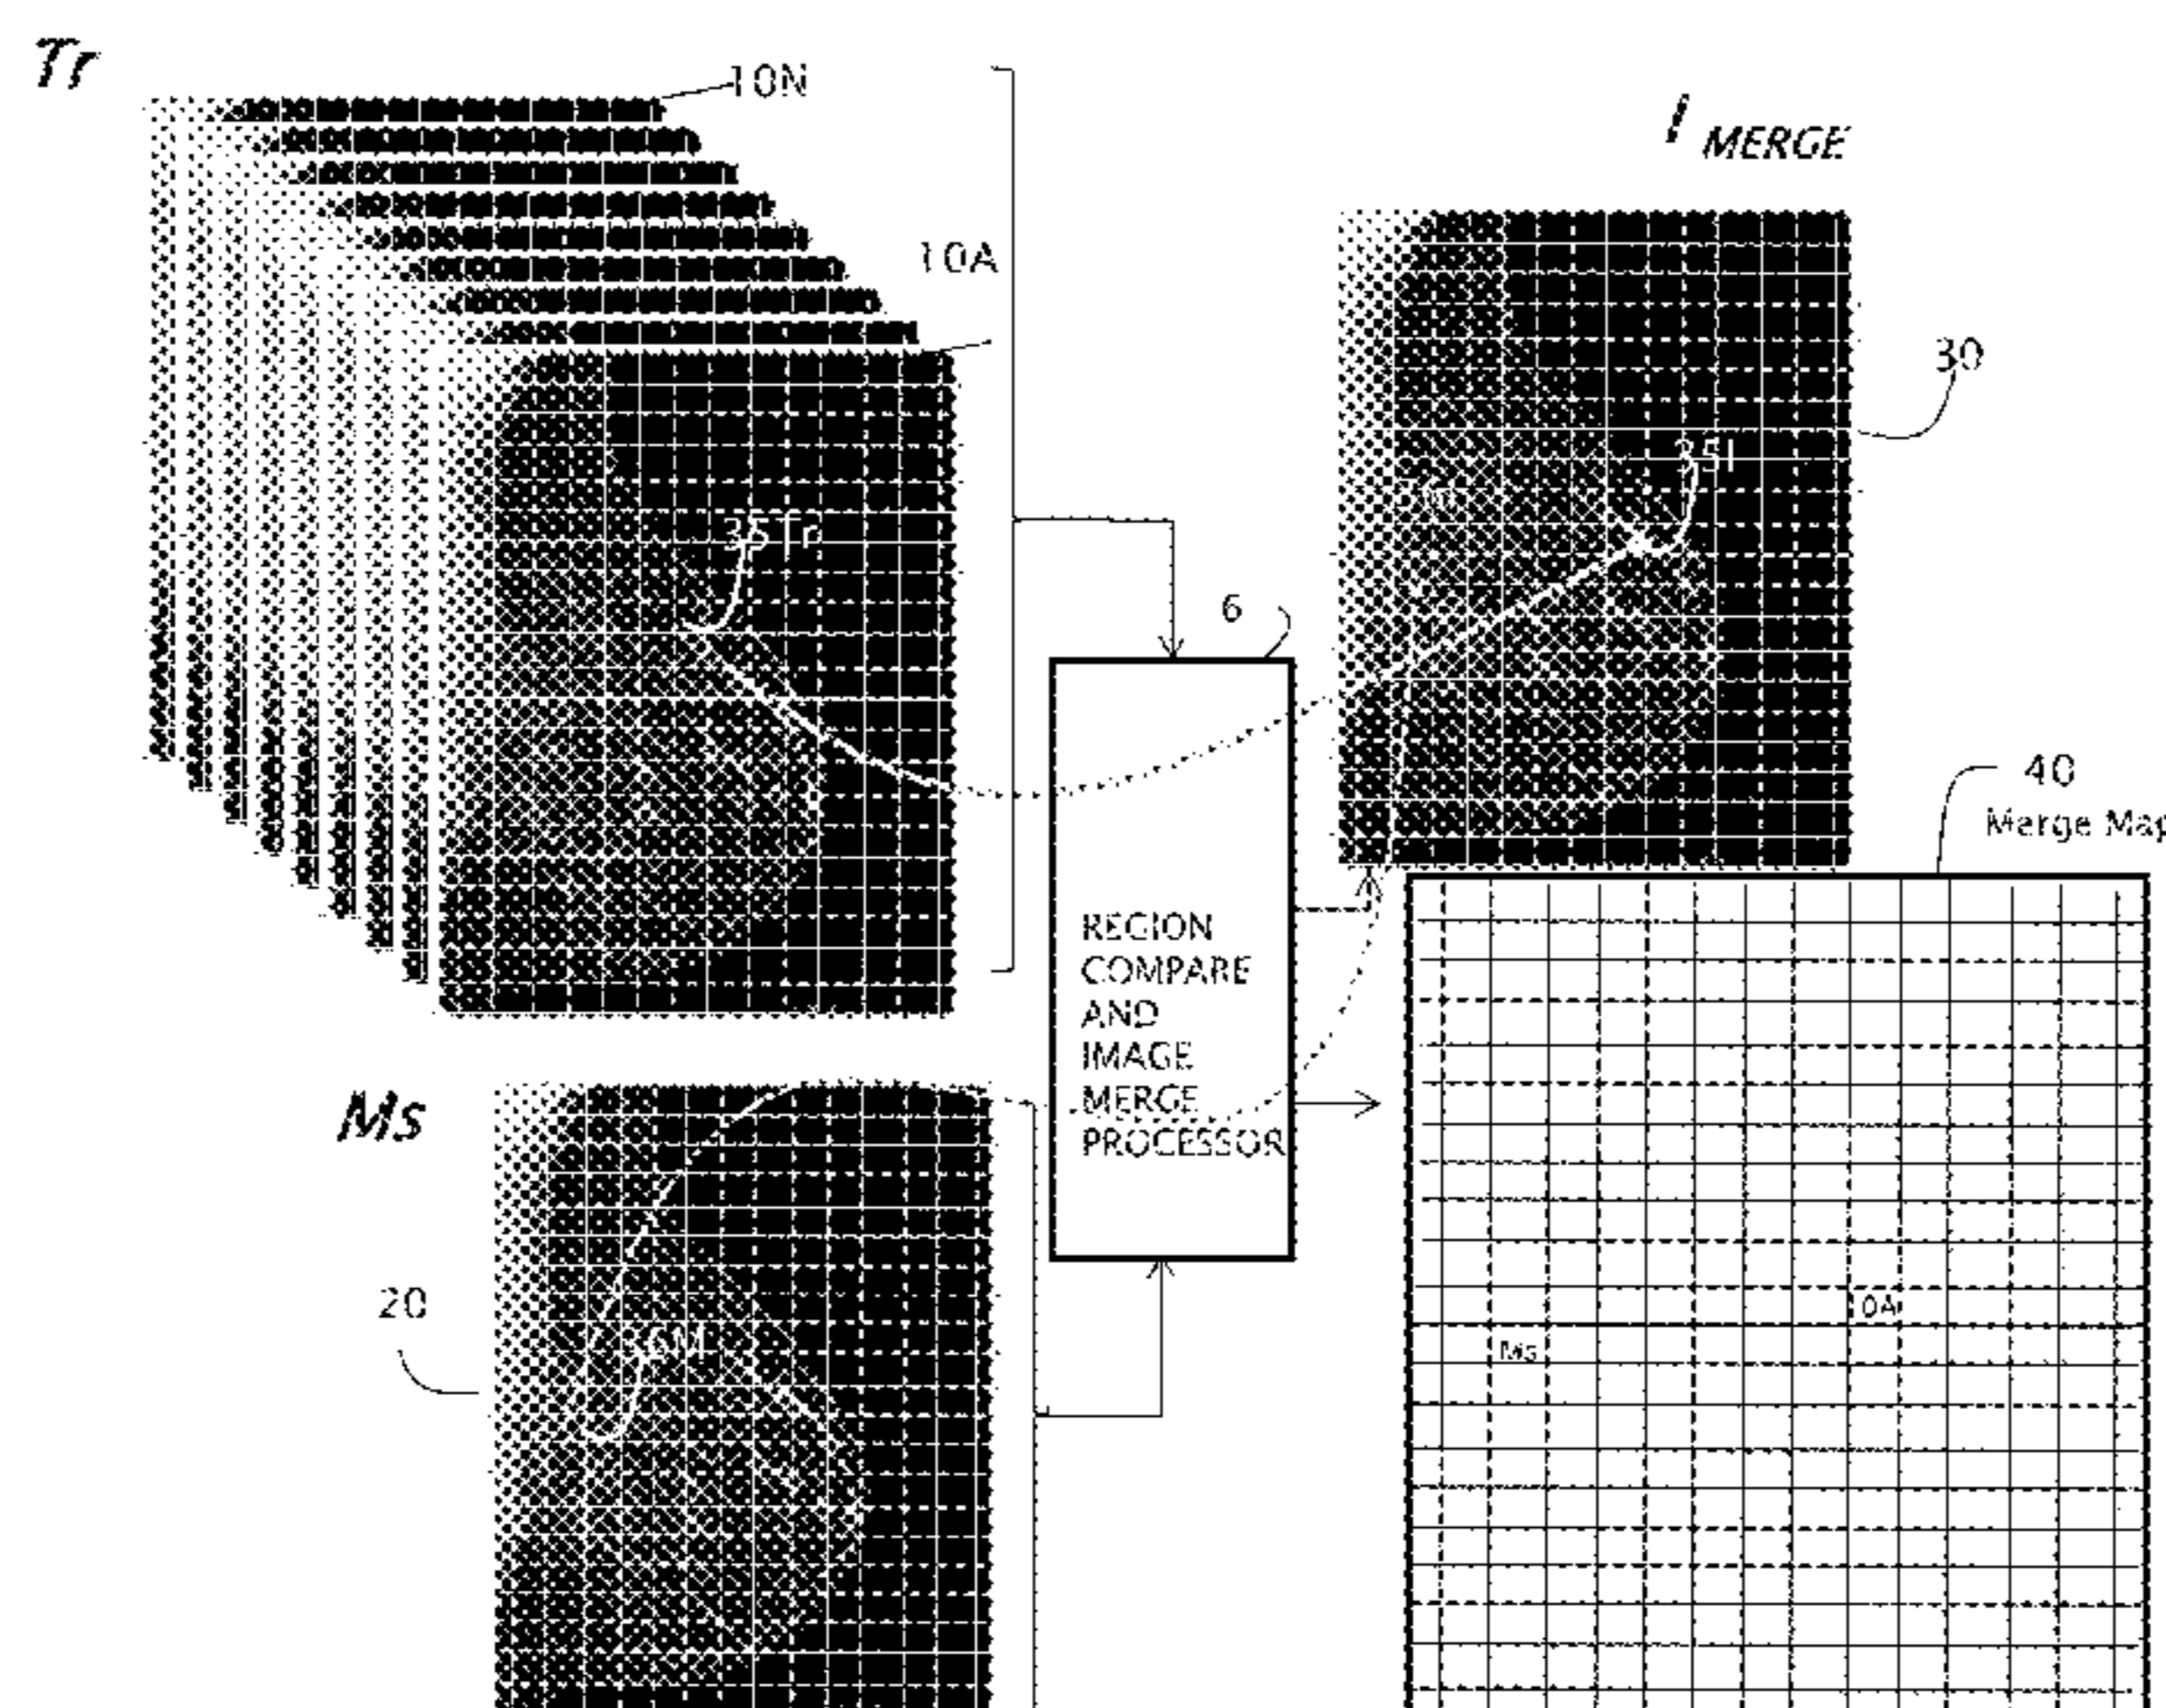 Tr
10N
10A
35Tr
I MERGE
30
35I
6
REGION
COMPARE
AND
IMAGE
MERGE
PROCESSOR
40
Merge Map
10A
Ms
Ms
20